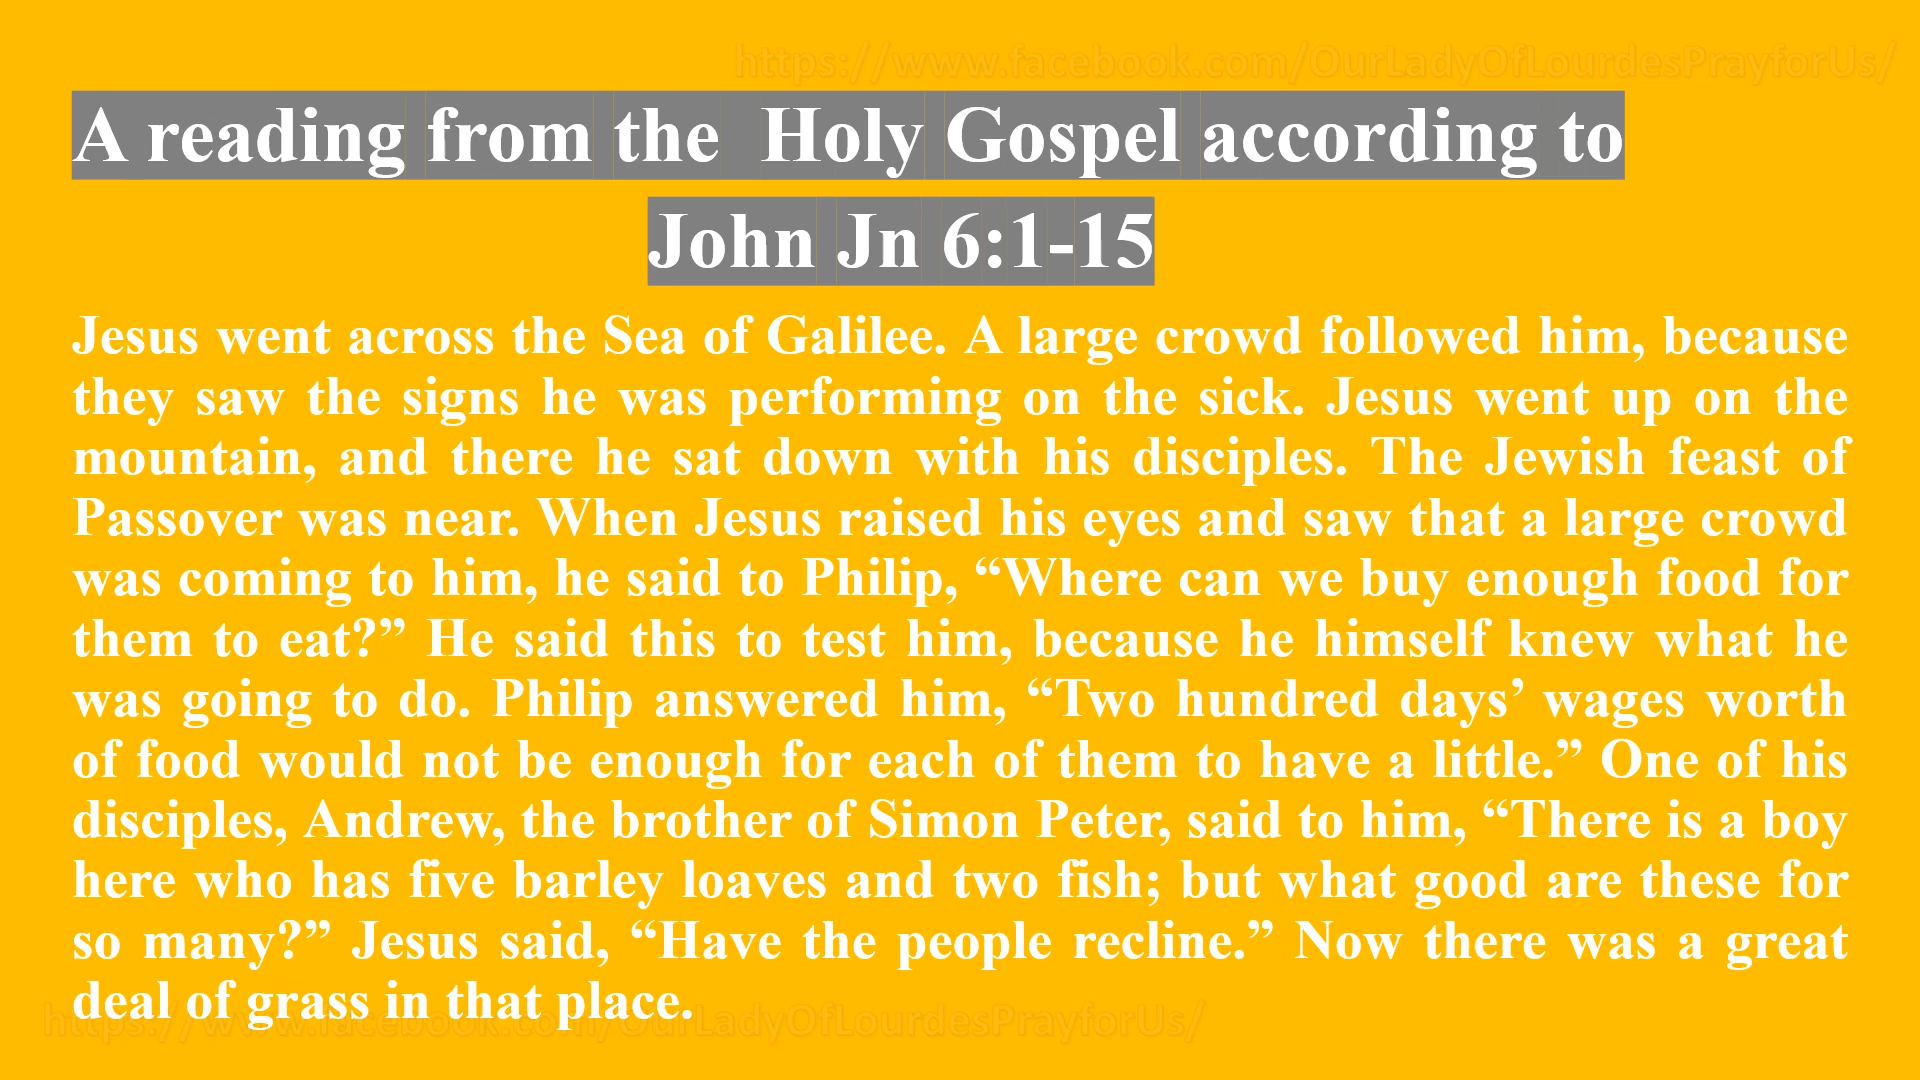 https://www.facebook.com/OurLadyOfLourdesPrayforUs/
A reading from the  Holy Gospel according to
John Jn 6:1-15
Jesus went across the Sea of Galilee. A large crowd followed him, because
they saw the signs he was performing on the sick. Jesus went up on the
mountain, and there he sat down with his disciples. The Jewish feast of
Passover was near. When Jesus raised his eyes and saw that a large crowd
was coming to him, he said to Philip, “Where can we buy enough food for
them to eat?” He said this to test him, because he himself knew what he
was going to do. Philip answered him, “Two hundred days’ wages worth
of food would not be enough for each of them to have a little.” One of his
disciples, Andrew, the brother of Simon Peter, said to him, “There is a boy
here who has five barley loaves and two fish; but what good are these for
so many?” Jesus said, “Have the people recline.” Now there was a great
deal of grass in that place.
https://www.facebook.com/OurLadyOfLourdesPrayforUs/